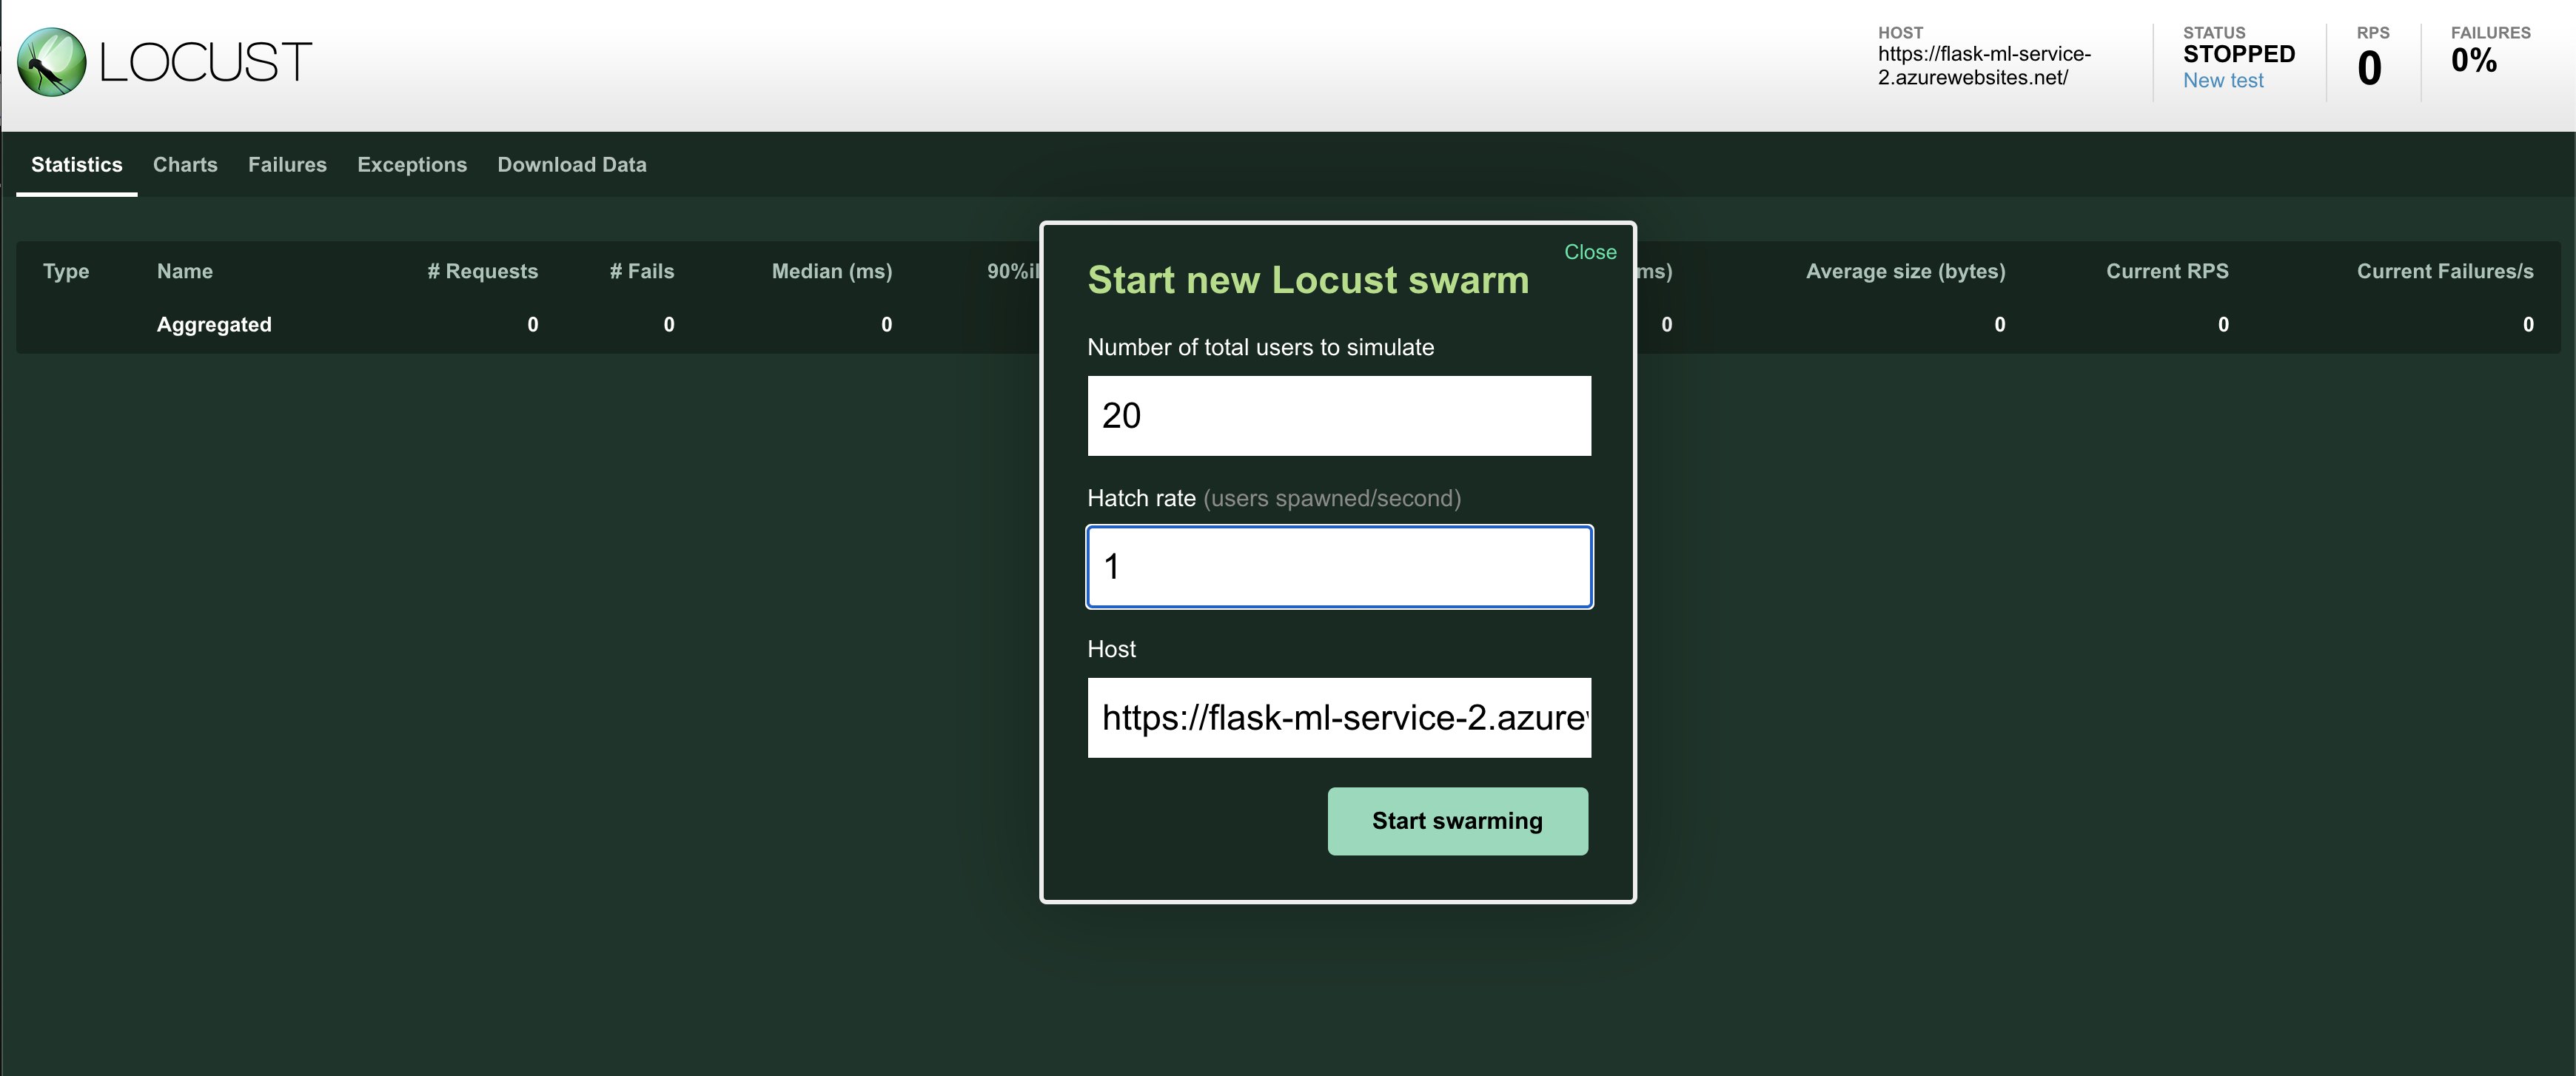 LOCUST
HOST
https://flask-ml-service-
2.azurewebsites.net/
STATUS
STOPPED
New test
RPS
0
FAILURES
0%
Statistics Charts Failures Exceptions Download Data
Type Name # Requests # Fails Median (ms) 90%il ms) Average size (bytes) Current RPS Current Failures/s
Aggregated 0 0 0 0 0 0 0
Close
Start new Locust swarm
Number of total users to simulate
20
Hatch rate (users spawned/second)
1
Host
https://flask-ml-service-2.azurew
Start swarming